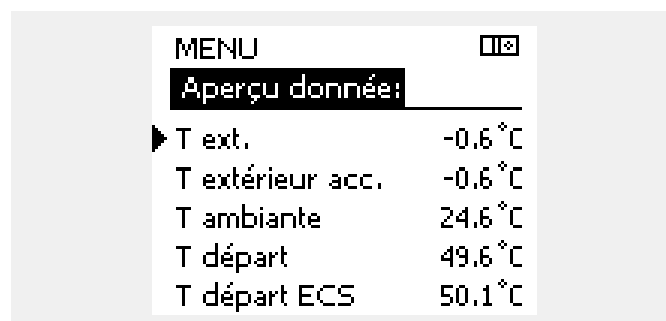 MENU
Aperçu donnée:
T ext. -0.6°C
T extérieur acc. -0.6°C
T ambiante 24.6°C
T départ 49.6°C
T départ ECS 50.1°C